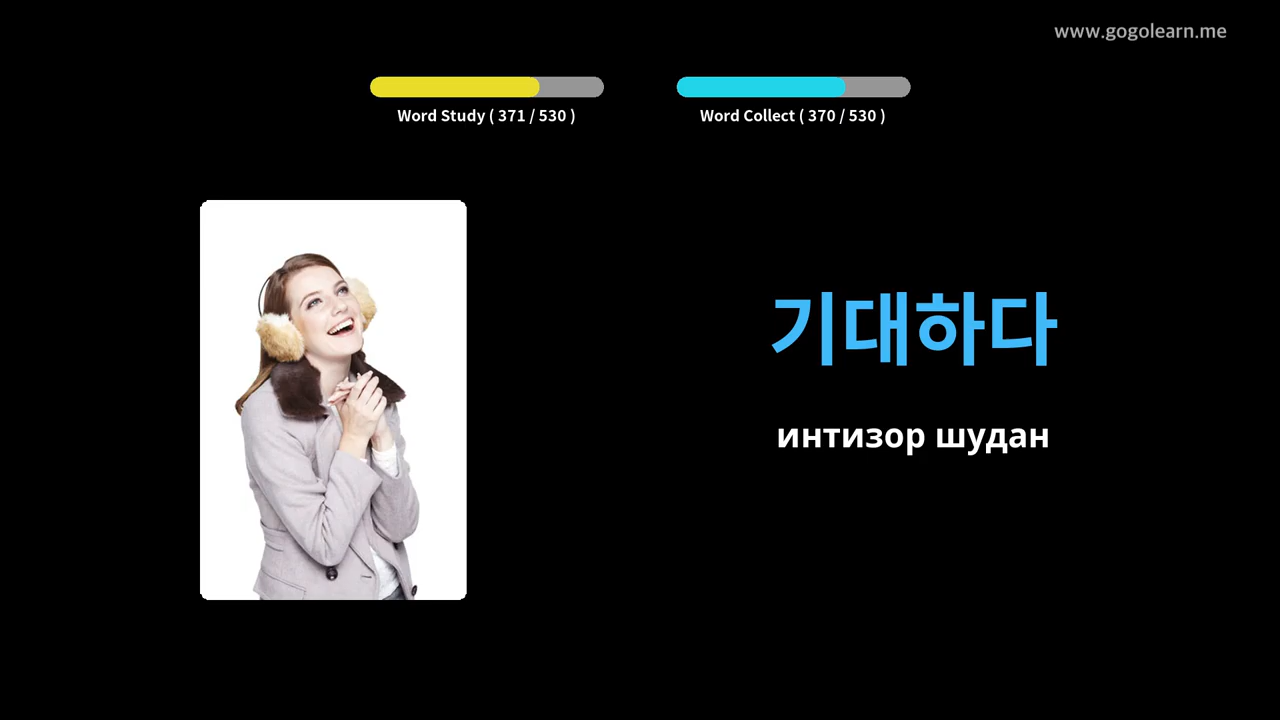 www.gogolearn.me
Word Study ( 371 / 530 )
Word Collect ( 370 / 530 )
기대하다
интизор шудан